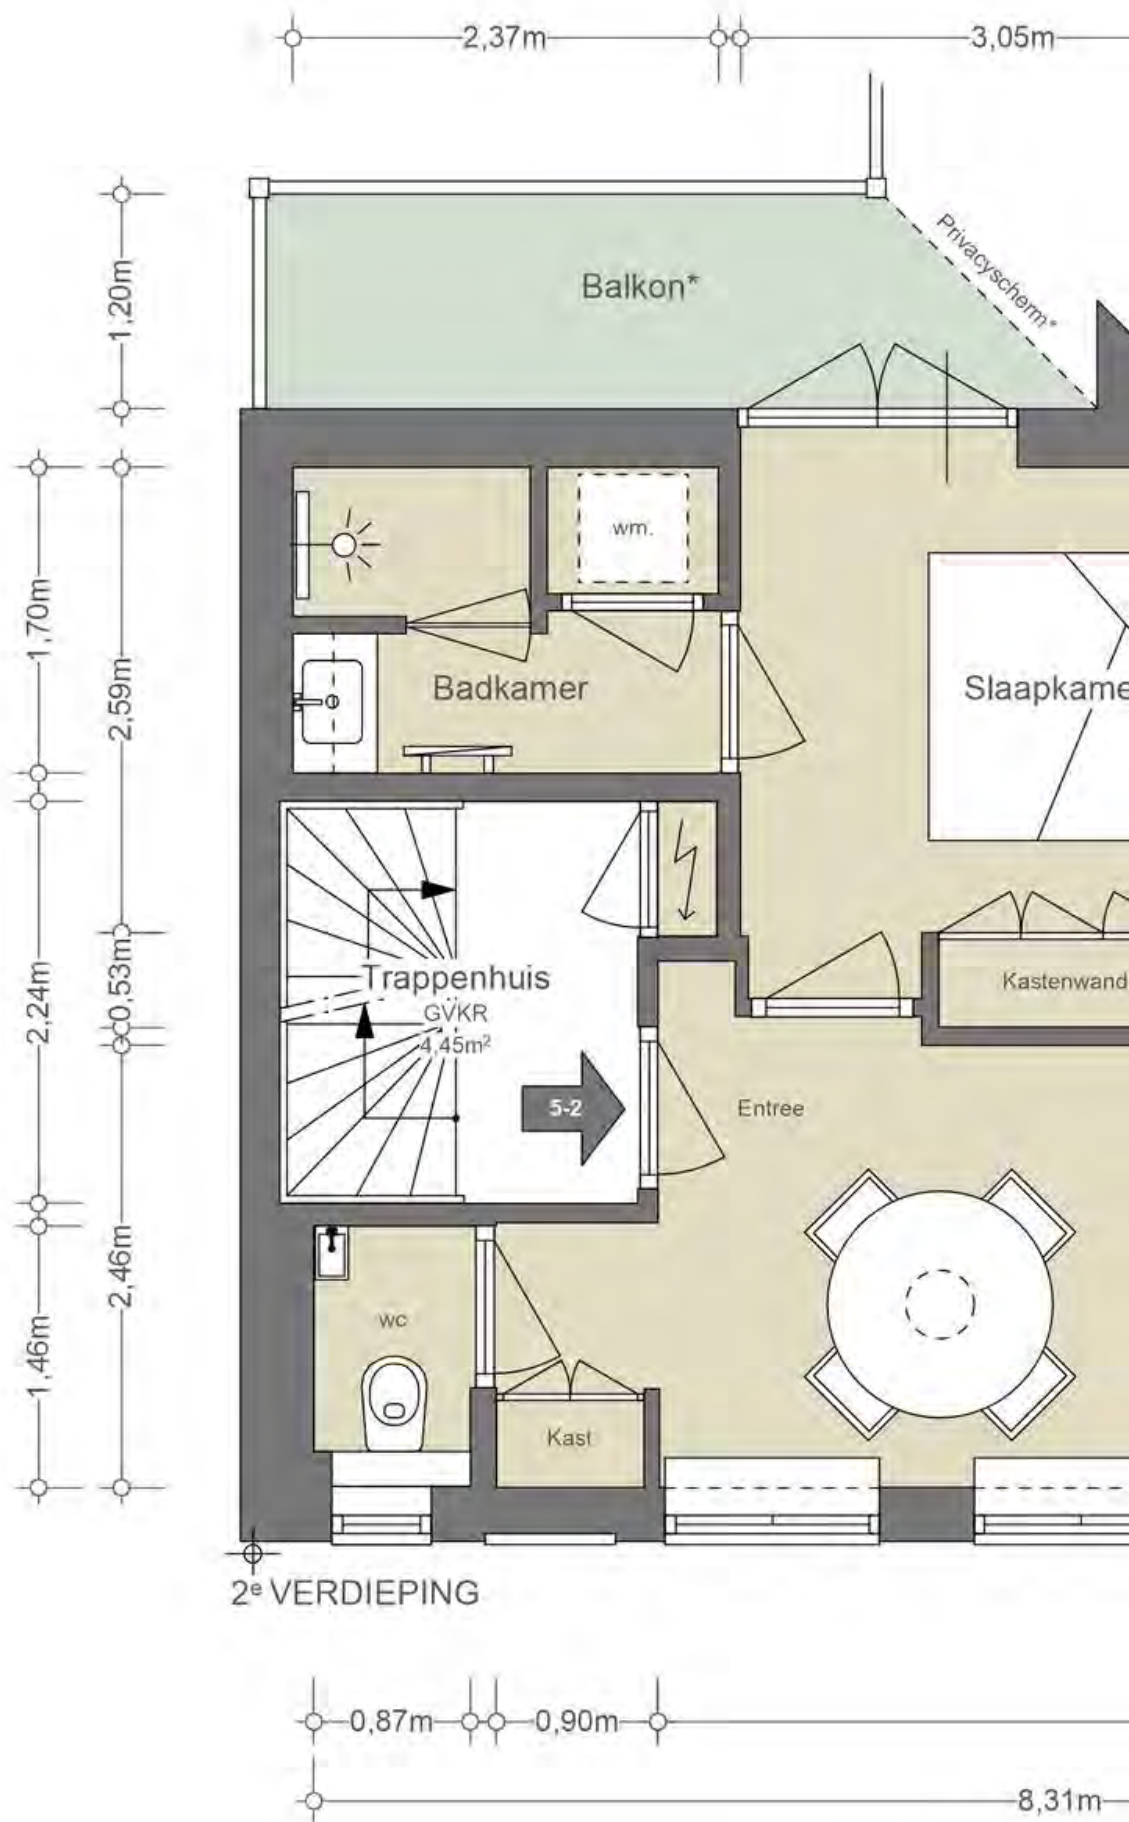 2,37m
3,05m
Privacyscherm*
1,20m
Balkon*
wm.
1,70m
2,59m
Badkamer
Slaapkame
Kastenwand
0,53m
2,24m
Trappenhuis
GVKR
4,45m²
5-2
Entree
2,46m
1,46m
wc
Kast
2ᵉ VERDIEPING
0,87m
0,90m
8,31m